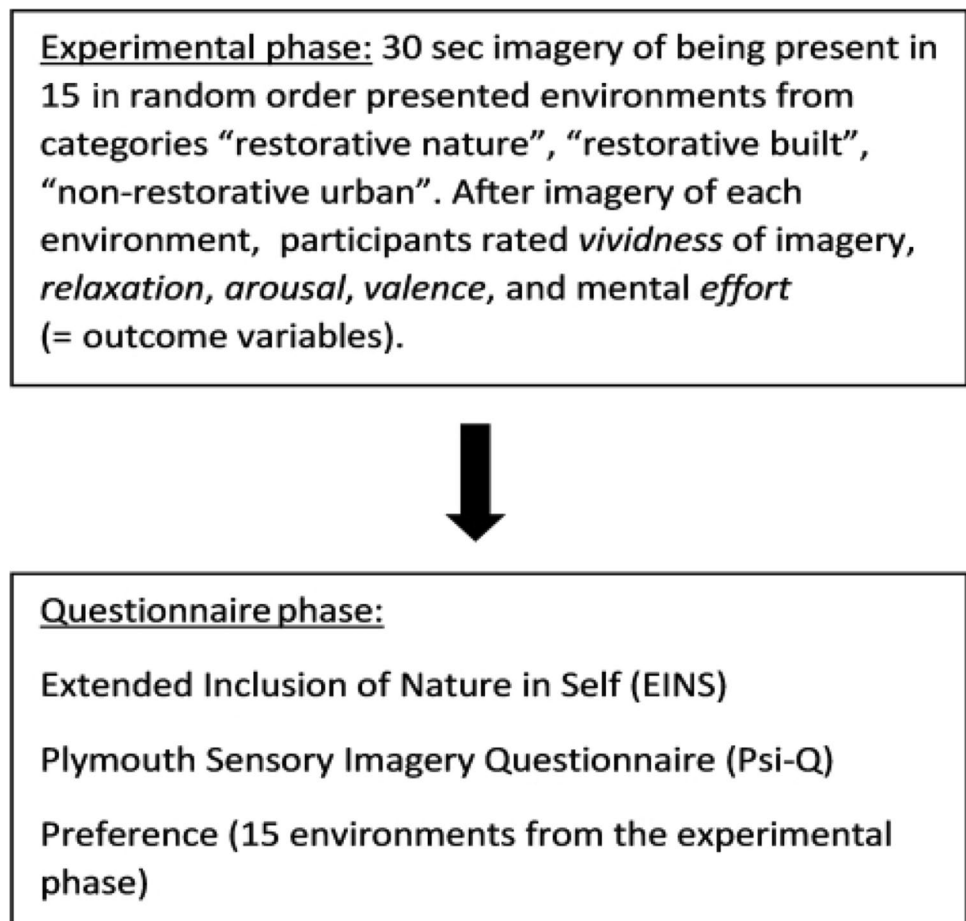 Experimental phase: 30 sec imagery of being present in
15 in random order presented environments from
categories “restorative nature”, “restorative built”,
“non-restorative urban”. After imagery of each
environment,  participants rated vividness of imagery,
relaxation, arousal, valence, and mental effort
(= outcome variables).
Questionnaire phase:
Extended Inclusion of Nature in Self (EINS)
Plymouth Sensory Imagery Questionnaire (Psi-Q)
Preference (15 environments from the experimental
phase)